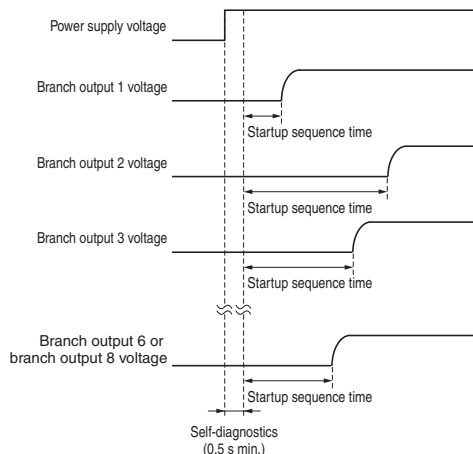 Power supply voltage
Branch output 1 voltage
Startup sequence time
Branch output 2 voltage
Startup sequence time
Branch output 3 voltage
Startup sequence time
Branch output 6 or
branch output 8 voltage
Startup sequence time
Self-diagnostics
(0.5 s min.)